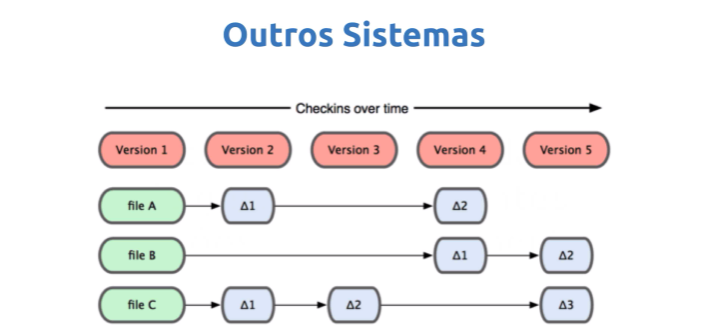 Outros Sistemas
Checkins over time
Version 1 Version 2 Version 3 Version 4 Version 5
file A Δ1 Δ2
file B Δ1 Δ2
file C Δ1 Δ2 Δ3